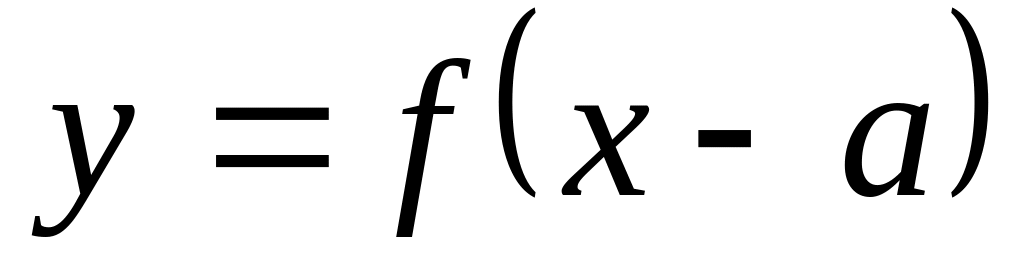 y = f(x - a)